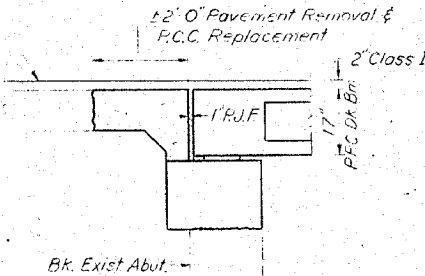 ±2'-0" Pavement Removal &
P.C.C. Replacement
2" Class I
1" P.J.F.
17"
P.P.C. Dk. Bm.
Bk. Exist. Abut.